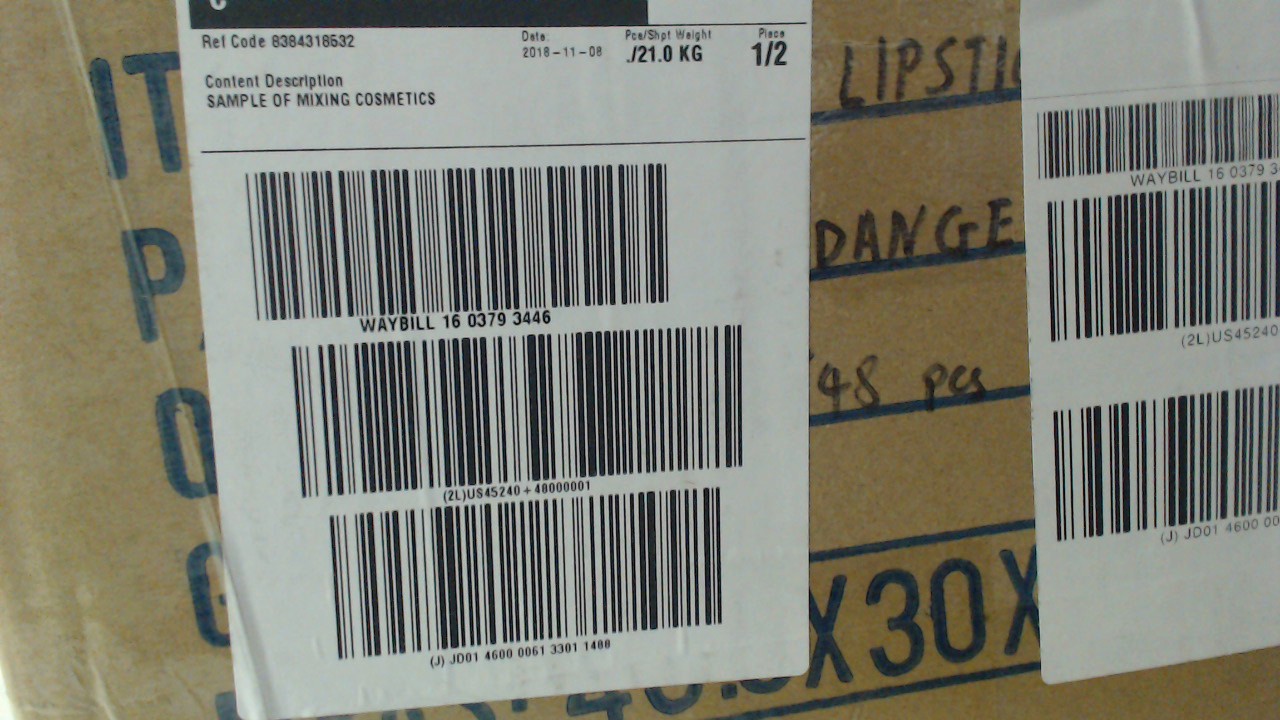 Ref Code 8384318532
Date:
2018-11-08
Pce/Shpt Weight
./21.0 KG
Piece
1/2
Content Description
SAMPLE OF MIXING COSMETICS
WAYBILL 16 0379 3446
(2L)US45240+48000001
(J) JD01 4600 0061 3301 1488
IT
LIPSTIC
P
DANGE
48 pcs
X30X
WAYBILL 16 0379 3
(2L)US45240
(J) JD01 4600 00